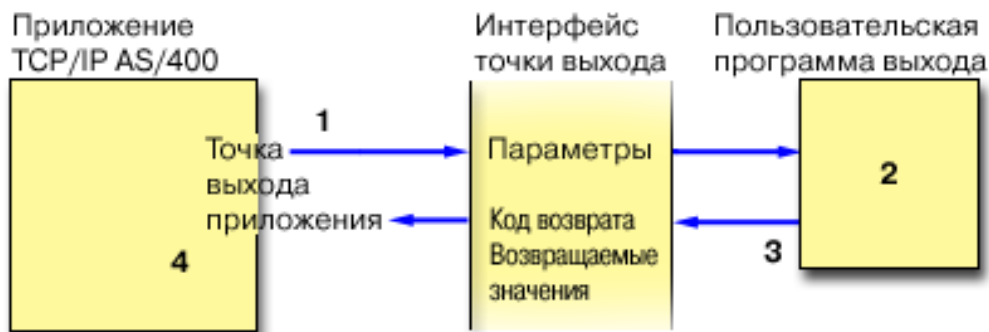 Приложение
TCP/IP AS/400
Интерфейс
точки выхода
Пользовательская
программа выхода
1
Точка
выхода
приложения
4
Параметры
Код возврата
Возвращаемые
значения
2
3